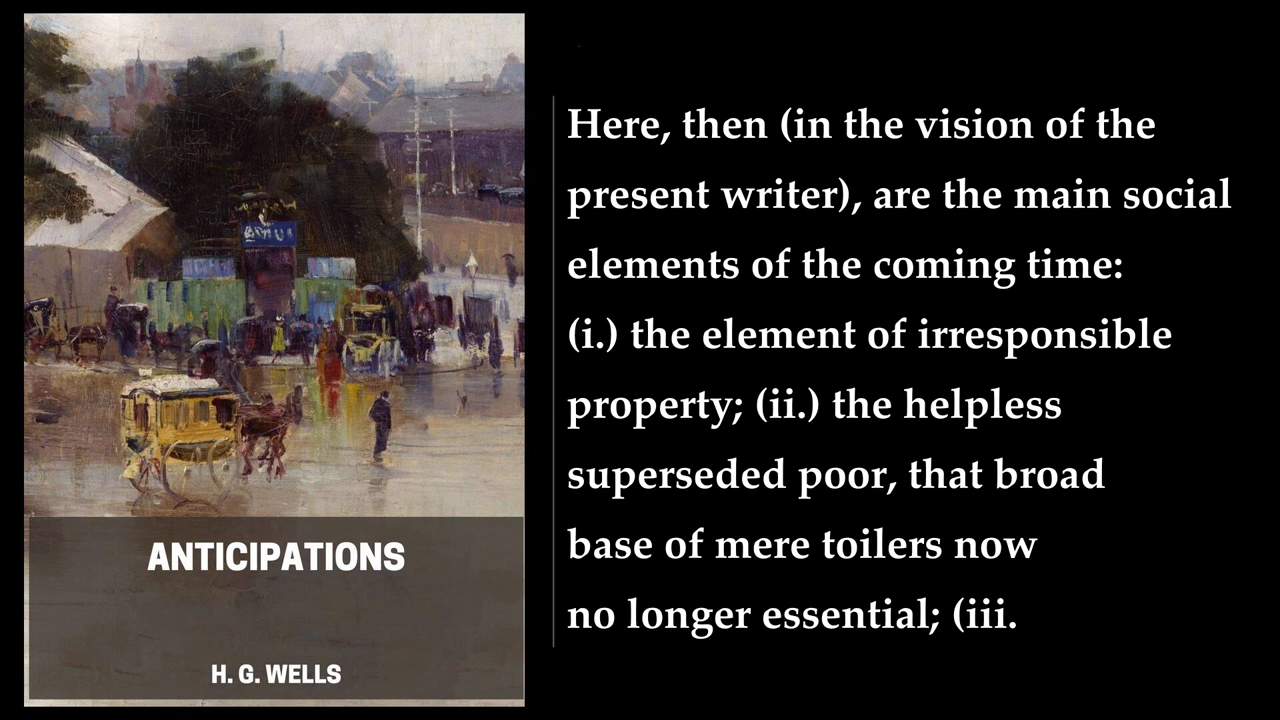 ANTICIPATIONS
H. G. WELLS
Here, then (in the vision of the
present writer), are the main social
elements of the coming time:
(i.) the element of irresponsible
property; (ii.) the helpless
superseded poor, that broad
base of mere toilers now
no longer essential; (iii.